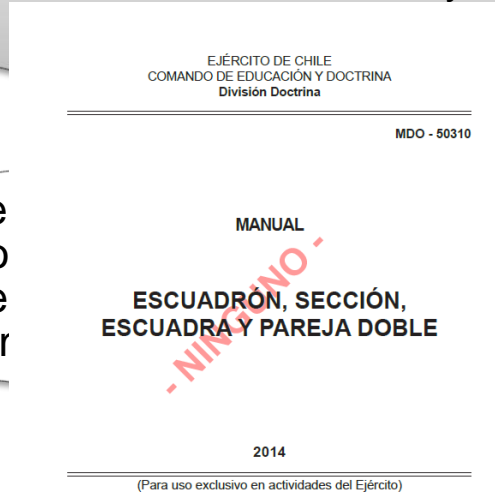 EJÉRCITO DE CHILE
COMANDO DE EDUCACIÓN Y DOCTRINA
División Doctrina
MDO - 50310
MANUAL
- NINGUNO -
ESCUADRÓN, SECCIÓN,
ESCUADRA Y PAREJA DOBLE
2014
(Para uso exclusivo en actividades del Ejército)